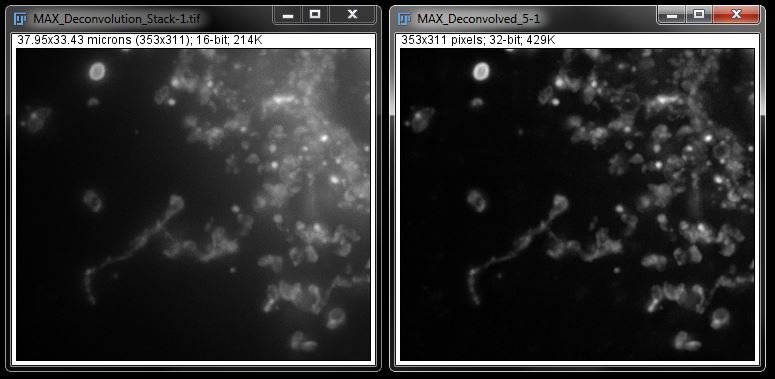 MAX_Deconvolution_Stack-1.tif
37.95x33.43 microns (353x311); 16-bit; 214K
MAX_Deconvolved_5-1
353x311 pixels; 32-bit; 429K